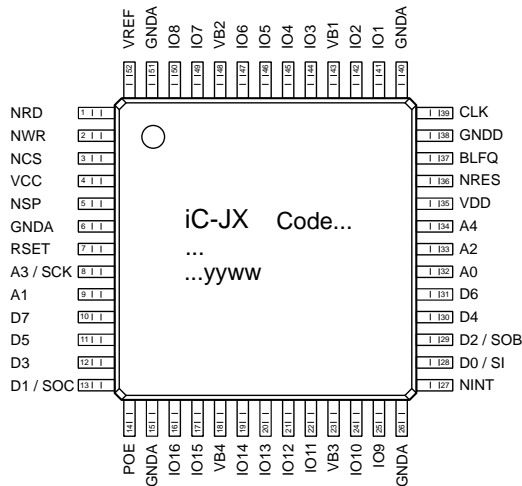 VREF GNDA IO8 IO7 VB2 IO6 IO5 IO4 IO3 VB1 IO2 IO1 GNDA
52 51 50 49 48 47 46 45 44 43 42 41 40
NRD 1 39 CLK
NWR 2 38 GNDD
NCS 3 37 BLFQ
VCC 4 36 NRES
NSP 5 35 VDD
GNDA 6 34 A4
RSET 7 33 A2
A3 / SCK 8 32 A0
A1 9 31 D6
D7 10 30 D4
D5 11 29 D2 / SOB
D3 12 28 D0 / SI
D1 / SOC 13 27 NINT
iC-JX Code...
...
...yyww
14 15 16 17 18 19 20 21 22 23 24 25 26
POE GNDA IO16 IO15 VB4 IO14 IO13 IO12 IO11 VB3 IO10 IO9 GNDA